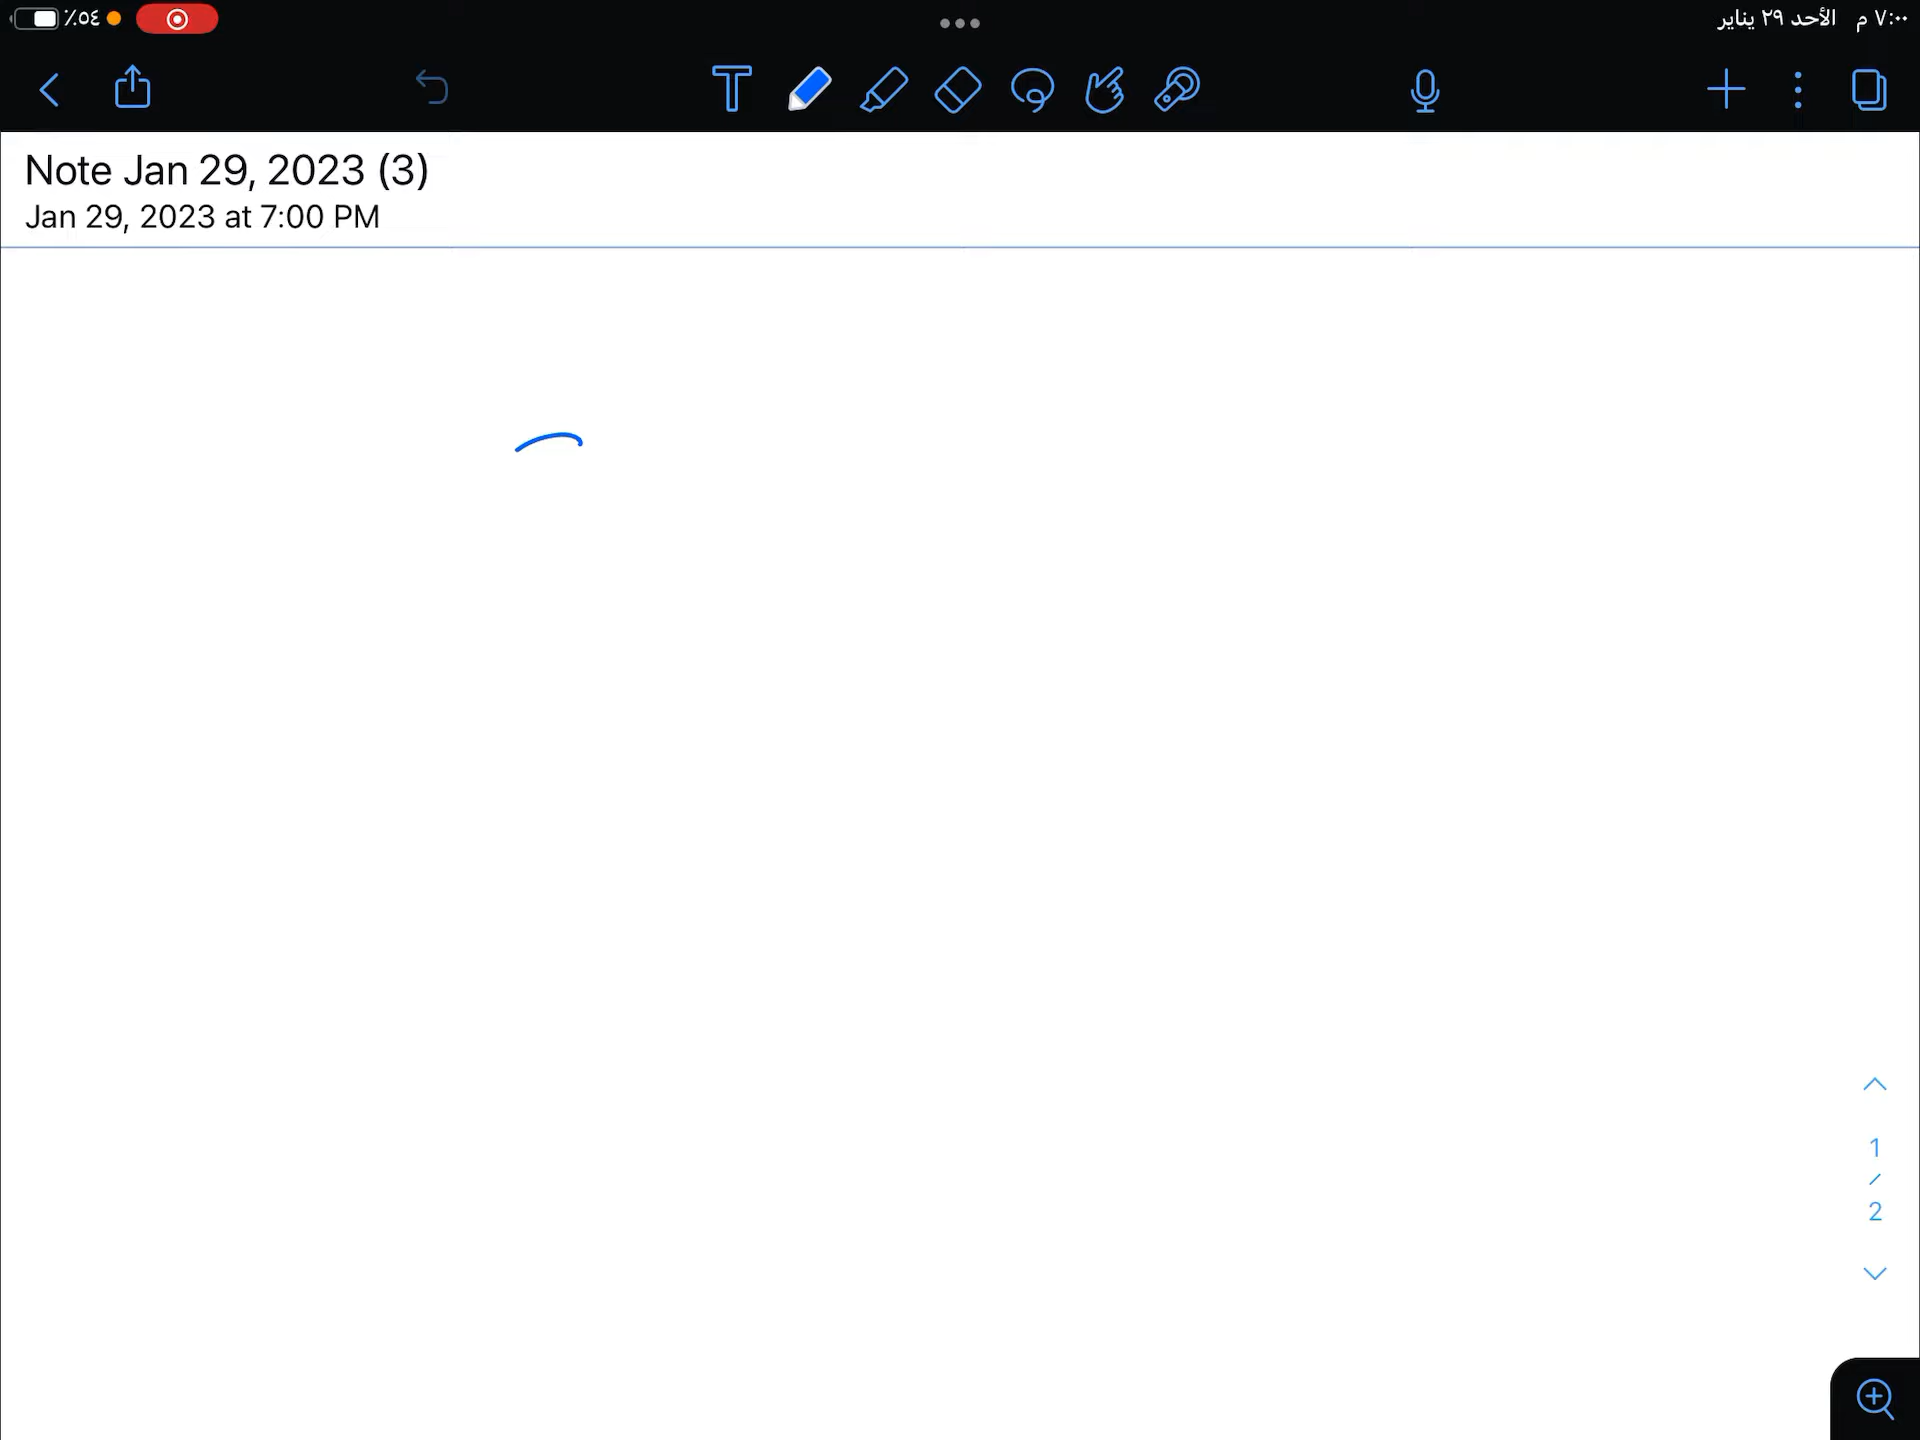 ٪٥٤
الأحد ٢٩ يناير ٧:٠٠ م
Note Jan 29, 2023 (3)
Jan 29, 2023 at 7:00 PM
1
/
2